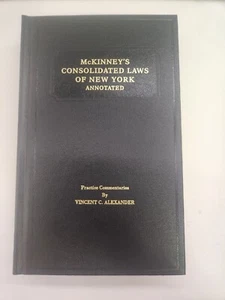 McKINNEY'S
CONSOLIDATED LAWS
OF NEW YORK
ANNOTATED
Practice Commentaries
By
VINCENT C. ALEXANDER